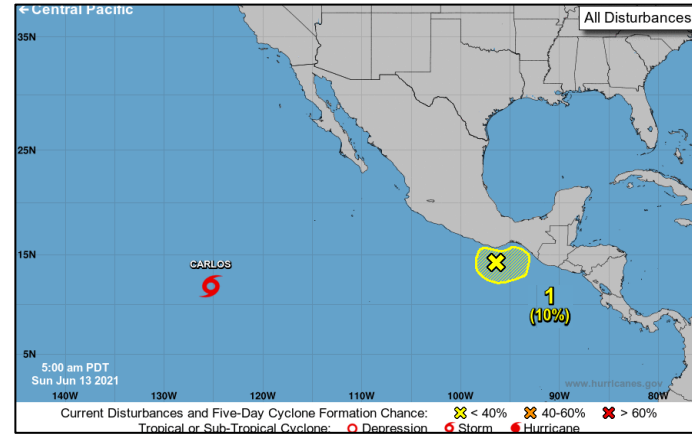 ← Central Pacific
All Disturbances
35N
25N
15N
5N
CARLOS
1
(10%)
5:00 am PDT
Sun Jun 13 2021
www.hurricanes.gov
140W 130W 120W 110W 100W 90W 80W
Current Disturbances and Five-Day Cyclone Formation Chance: < 40% 40-60% > 60%
Tropical or Sub-Tropical Cyclone: Depression Storm Hurricane